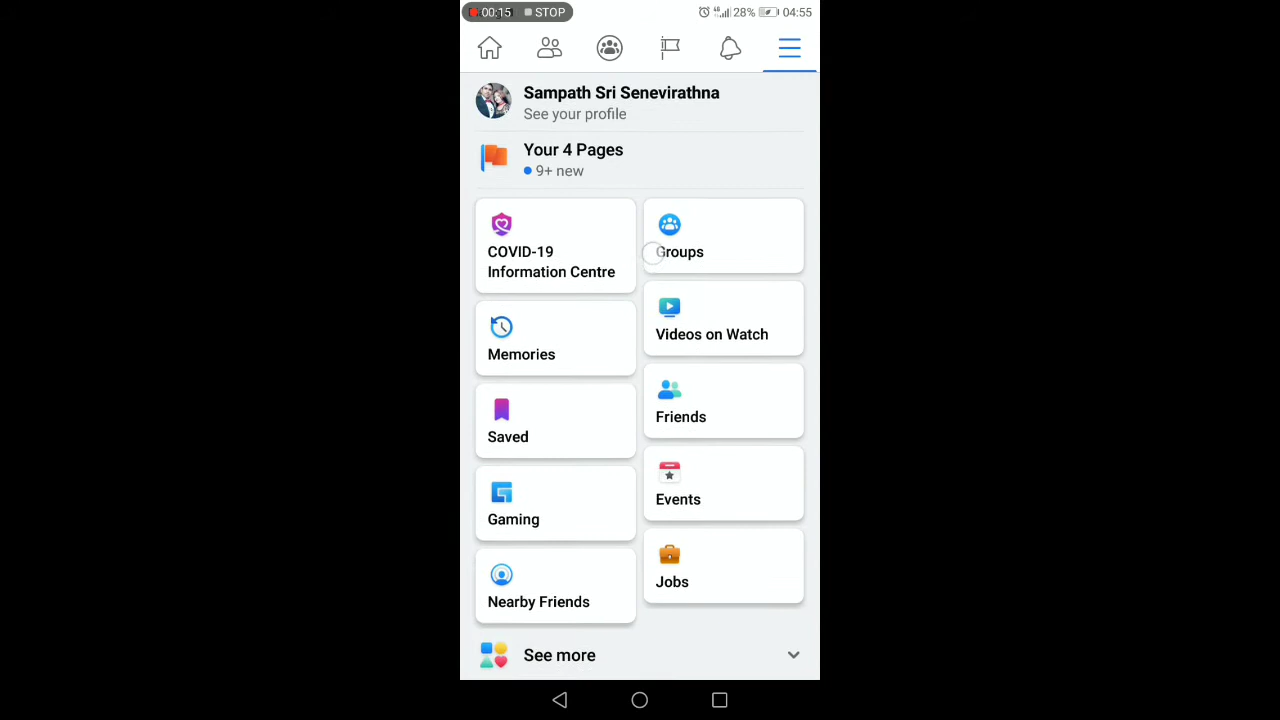 00:15 STOP
28% 04:55
Sampath Sri Senevirathna
See your profile
Your 4 Pages
9+ new
COVID-19
Information Centre
Groups
Videos on Watch
Memories
Friends
Saved
Events
Gaming
Jobs
Nearby Friends
See more